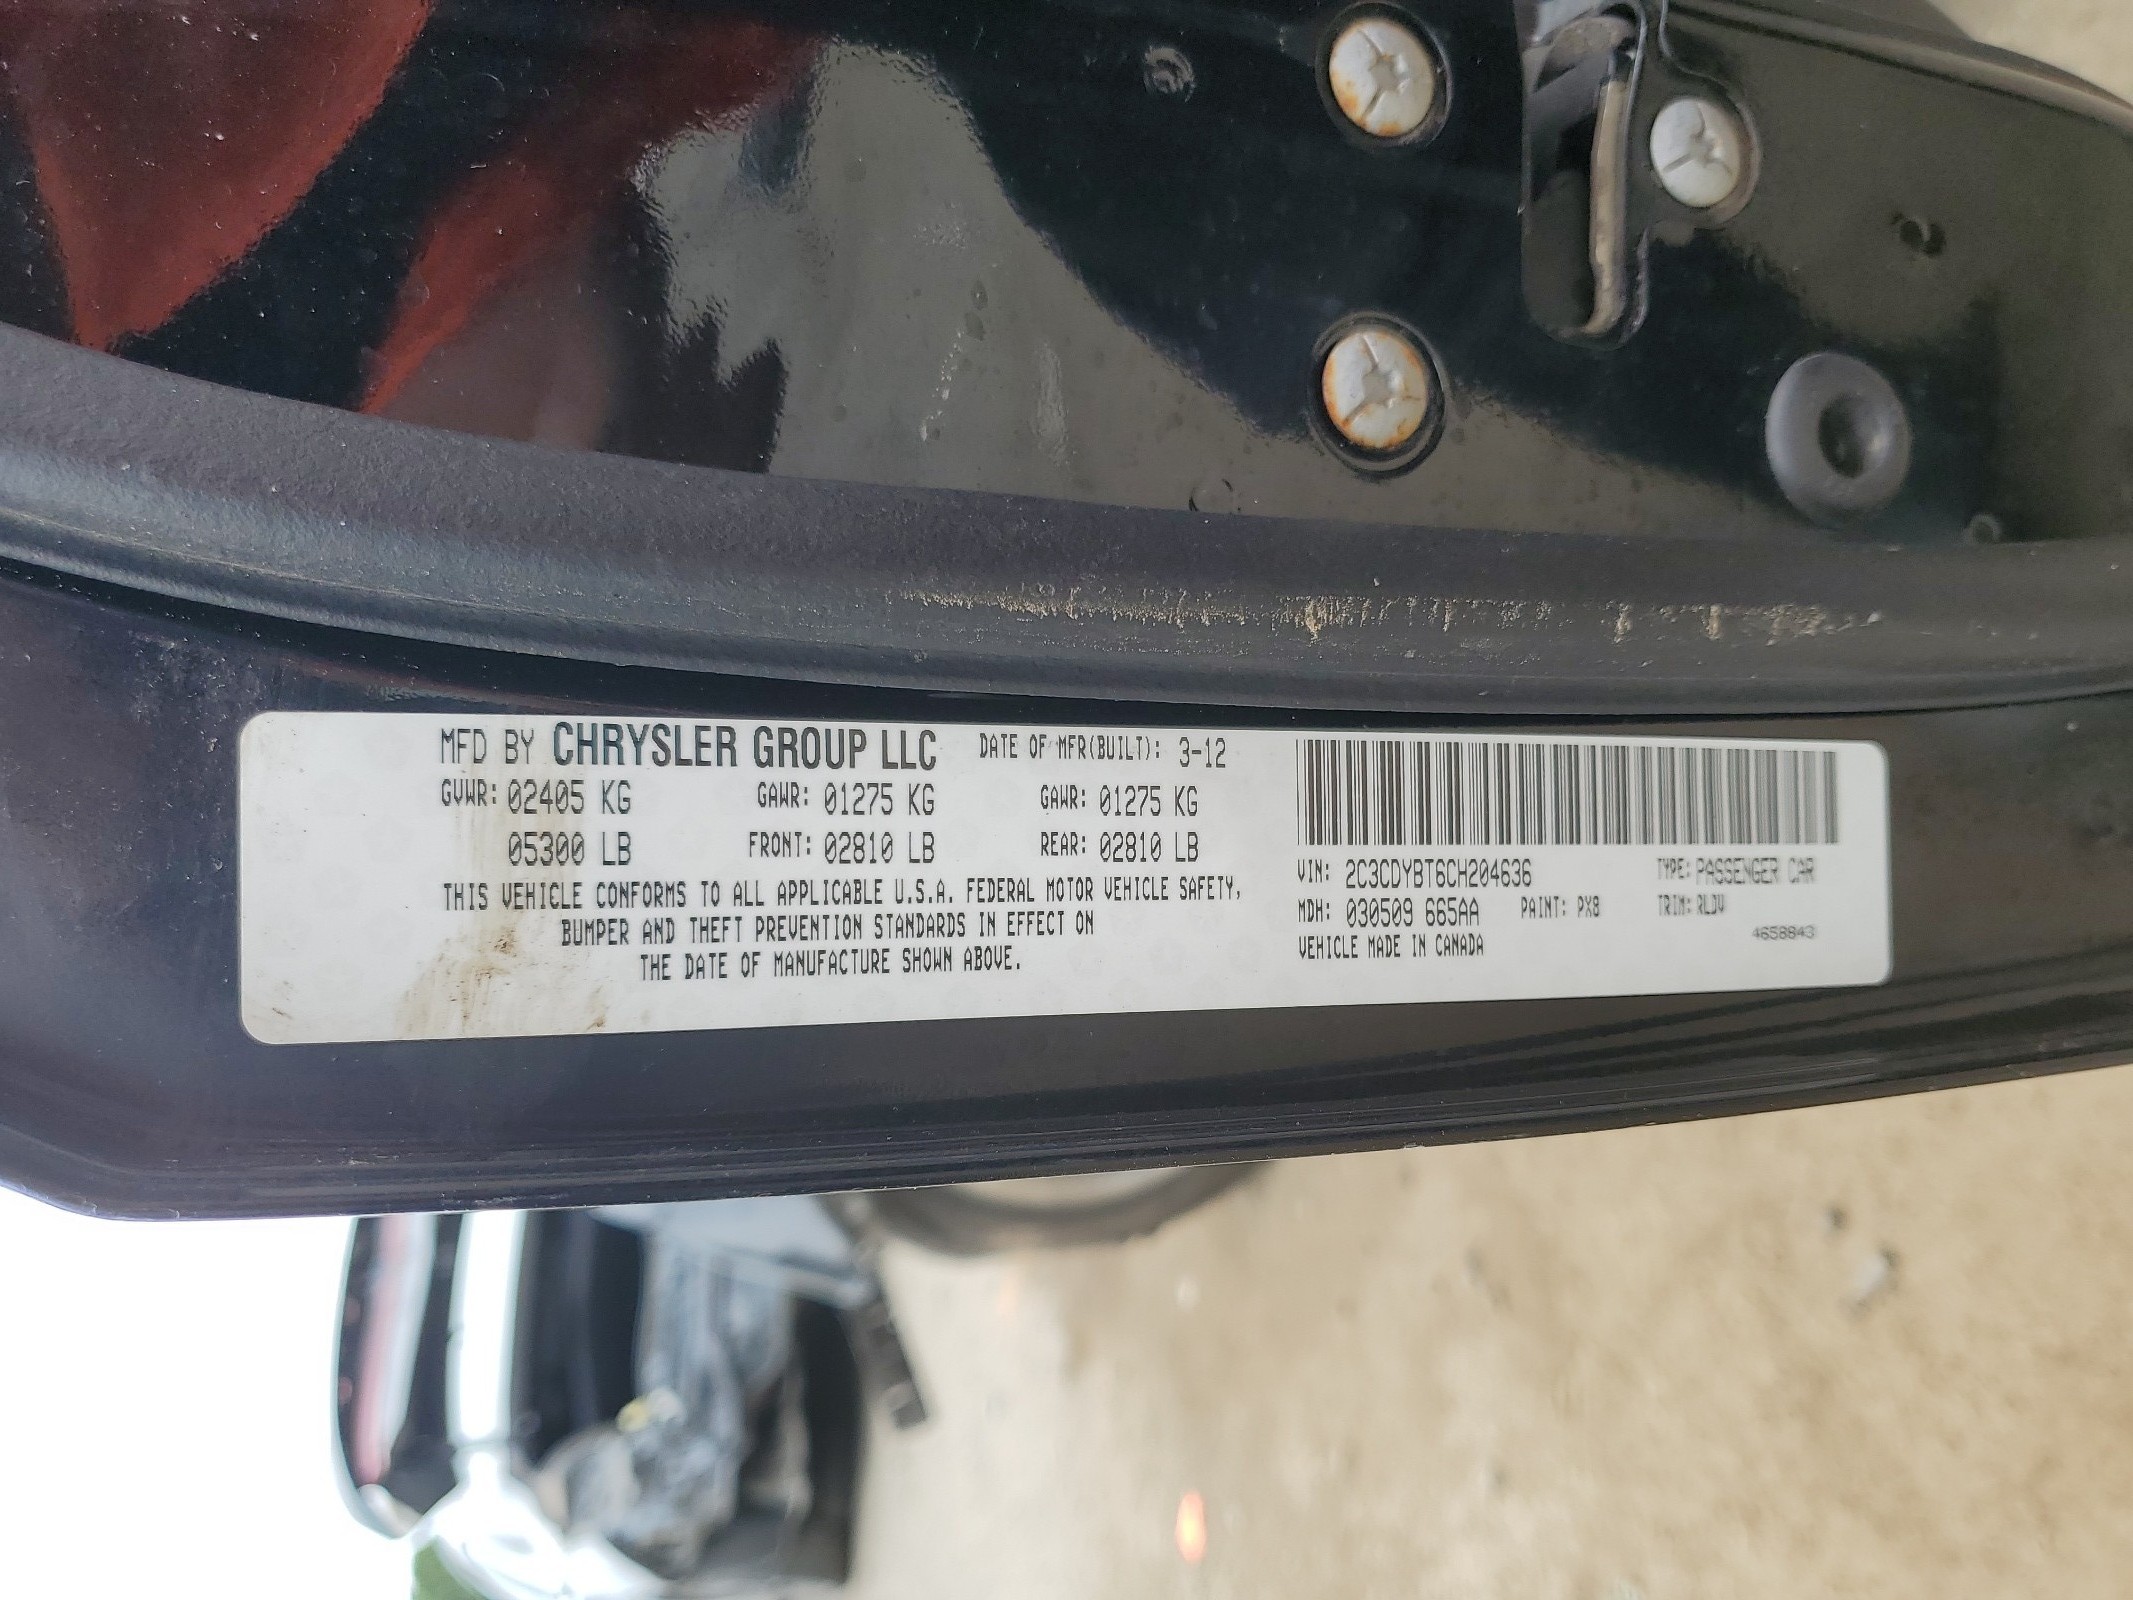 MFD BY CHRYSLER GROUP LLC DATE OF MFR(BUILT): 3-12
GVWR: 02405 KG GAWR: 01275 KG GAWR: 01275 KG
05300 LB FRONT: 02810 LB REAR: 02810 LB
THIS VEHICLE CONFORMS TO ALL APPLICABLE U.S.A. FEDERAL MOTOR VEHICLE SAFETY,
BUMPER AND THEFT PREVENTION STANDARDS IN EFFECT ON
THE DATE OF MANUFACTURE SHOWN ABOVE.
VIN: 2C3CDYBT6CH204636 TYPE: PASSENGER CAR
MDH: 030509 665AA PAINT: PX8 TRIM: RLDV
VEHICLE MADE IN CANADA 4658843